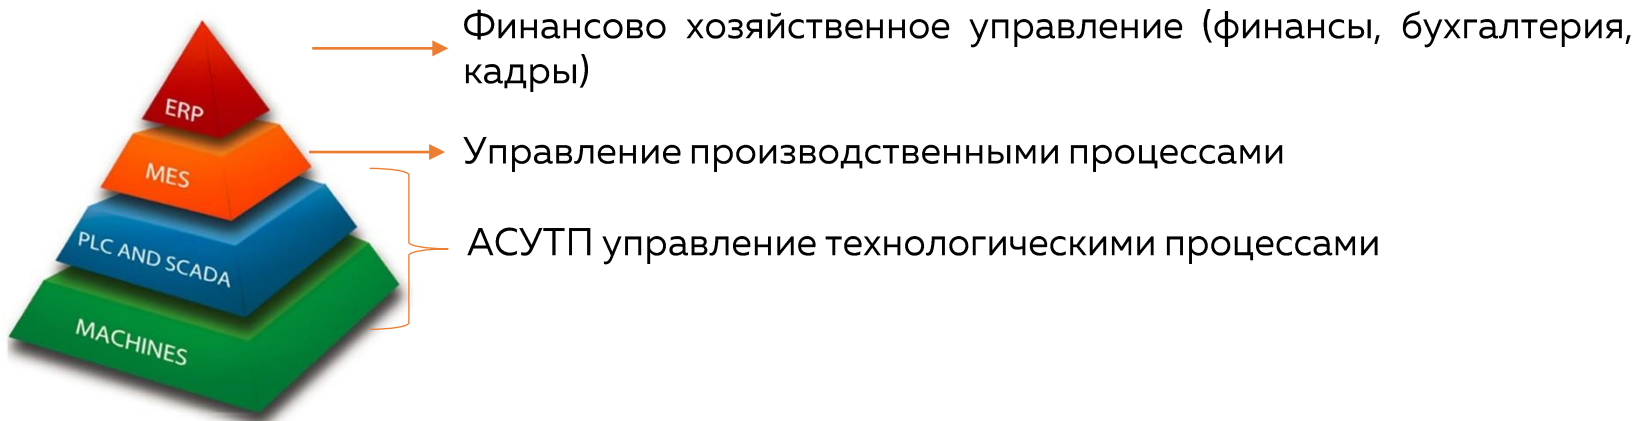 Финансово хозяйственное управление (финансы, бухгалтерия,
кадры)
ERP
Управление производственными процессами
MES
АСУТП управление технологическими процессами
PLC AND SCADA
MACHINES